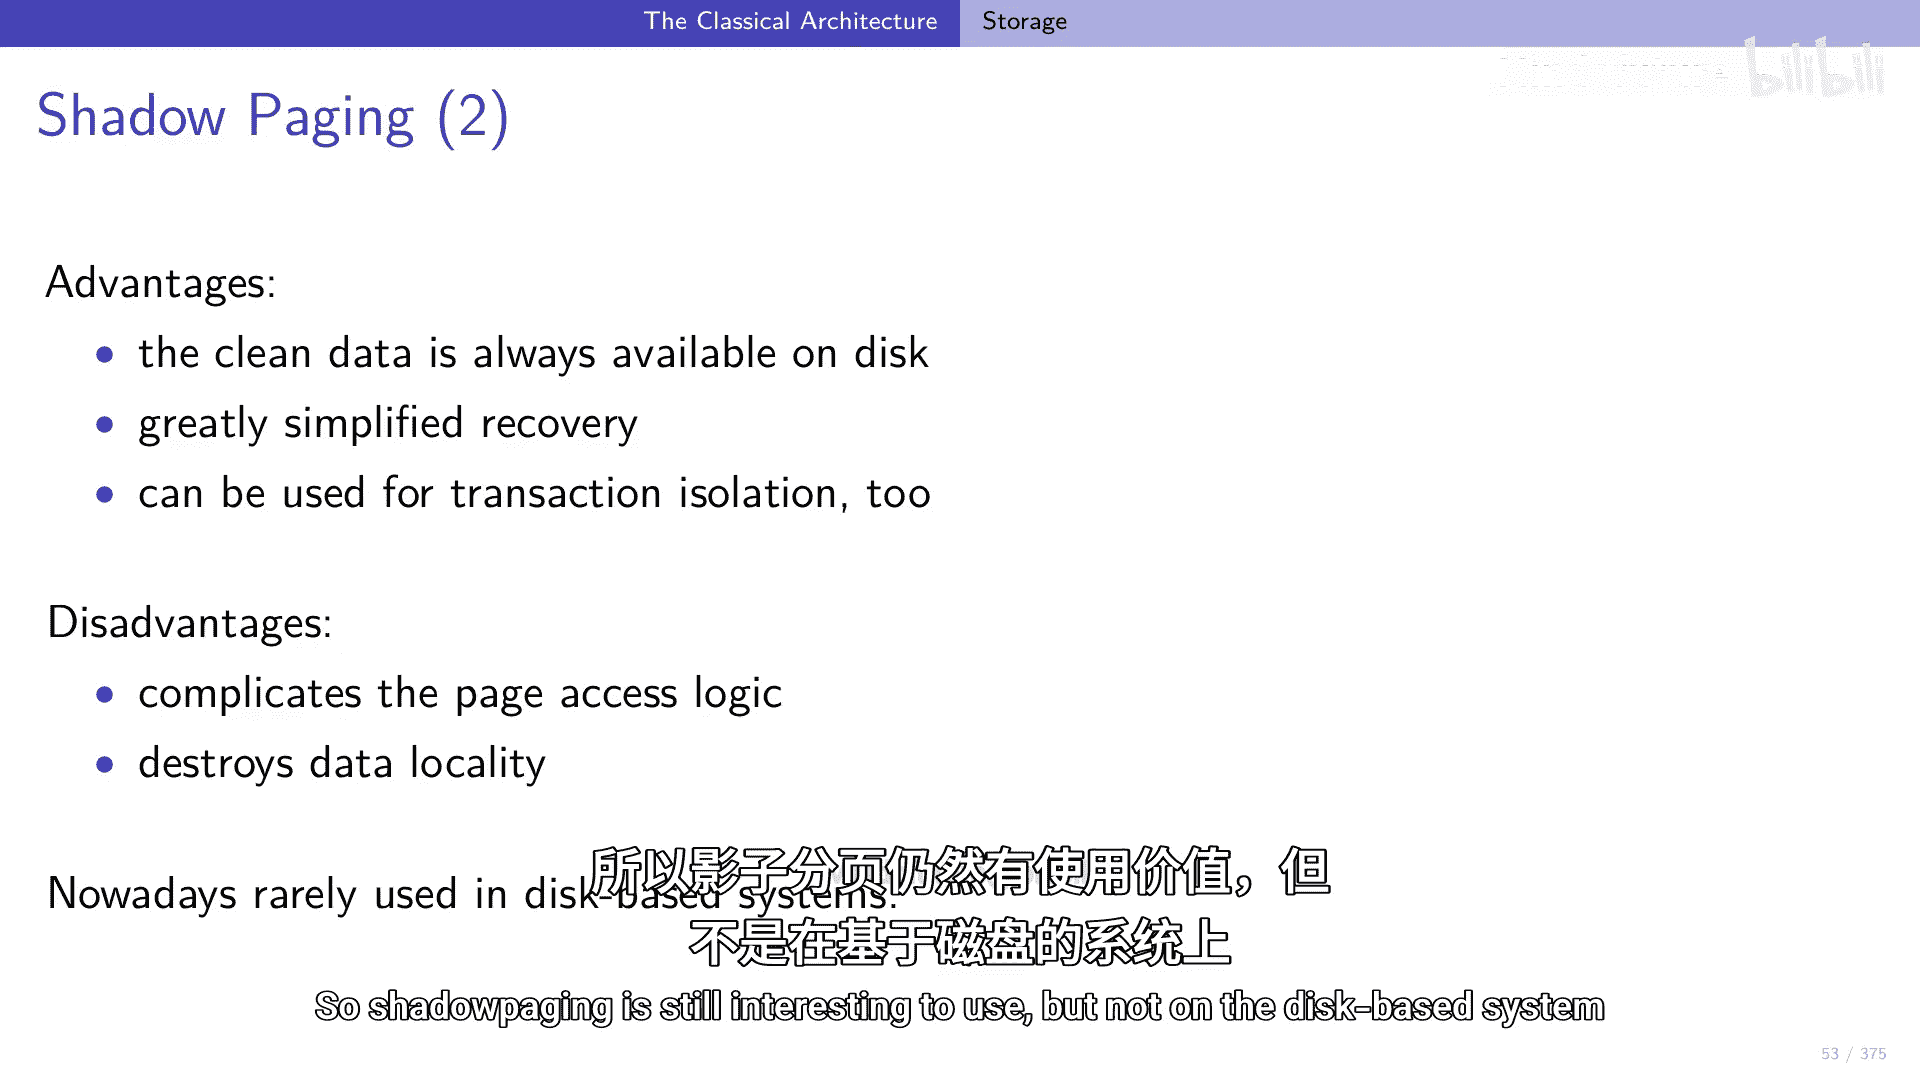 The Classical Architecture Storage
bilibili
Shadow Paging (2)
Advantages:
• the clean data is always available on disk
• greatly simplified recovery
• can be used for transaction isolation, too
Disadvantages:
• complicates the page access logic
• destroys data locality
Nowadays rarely used in disk-based systems.
所以影子分页仍然有使用价值，但
不是在基于磁盘的系统上
So shadowpaging is still interesting to use, but not on the disk-based system
53 / 375